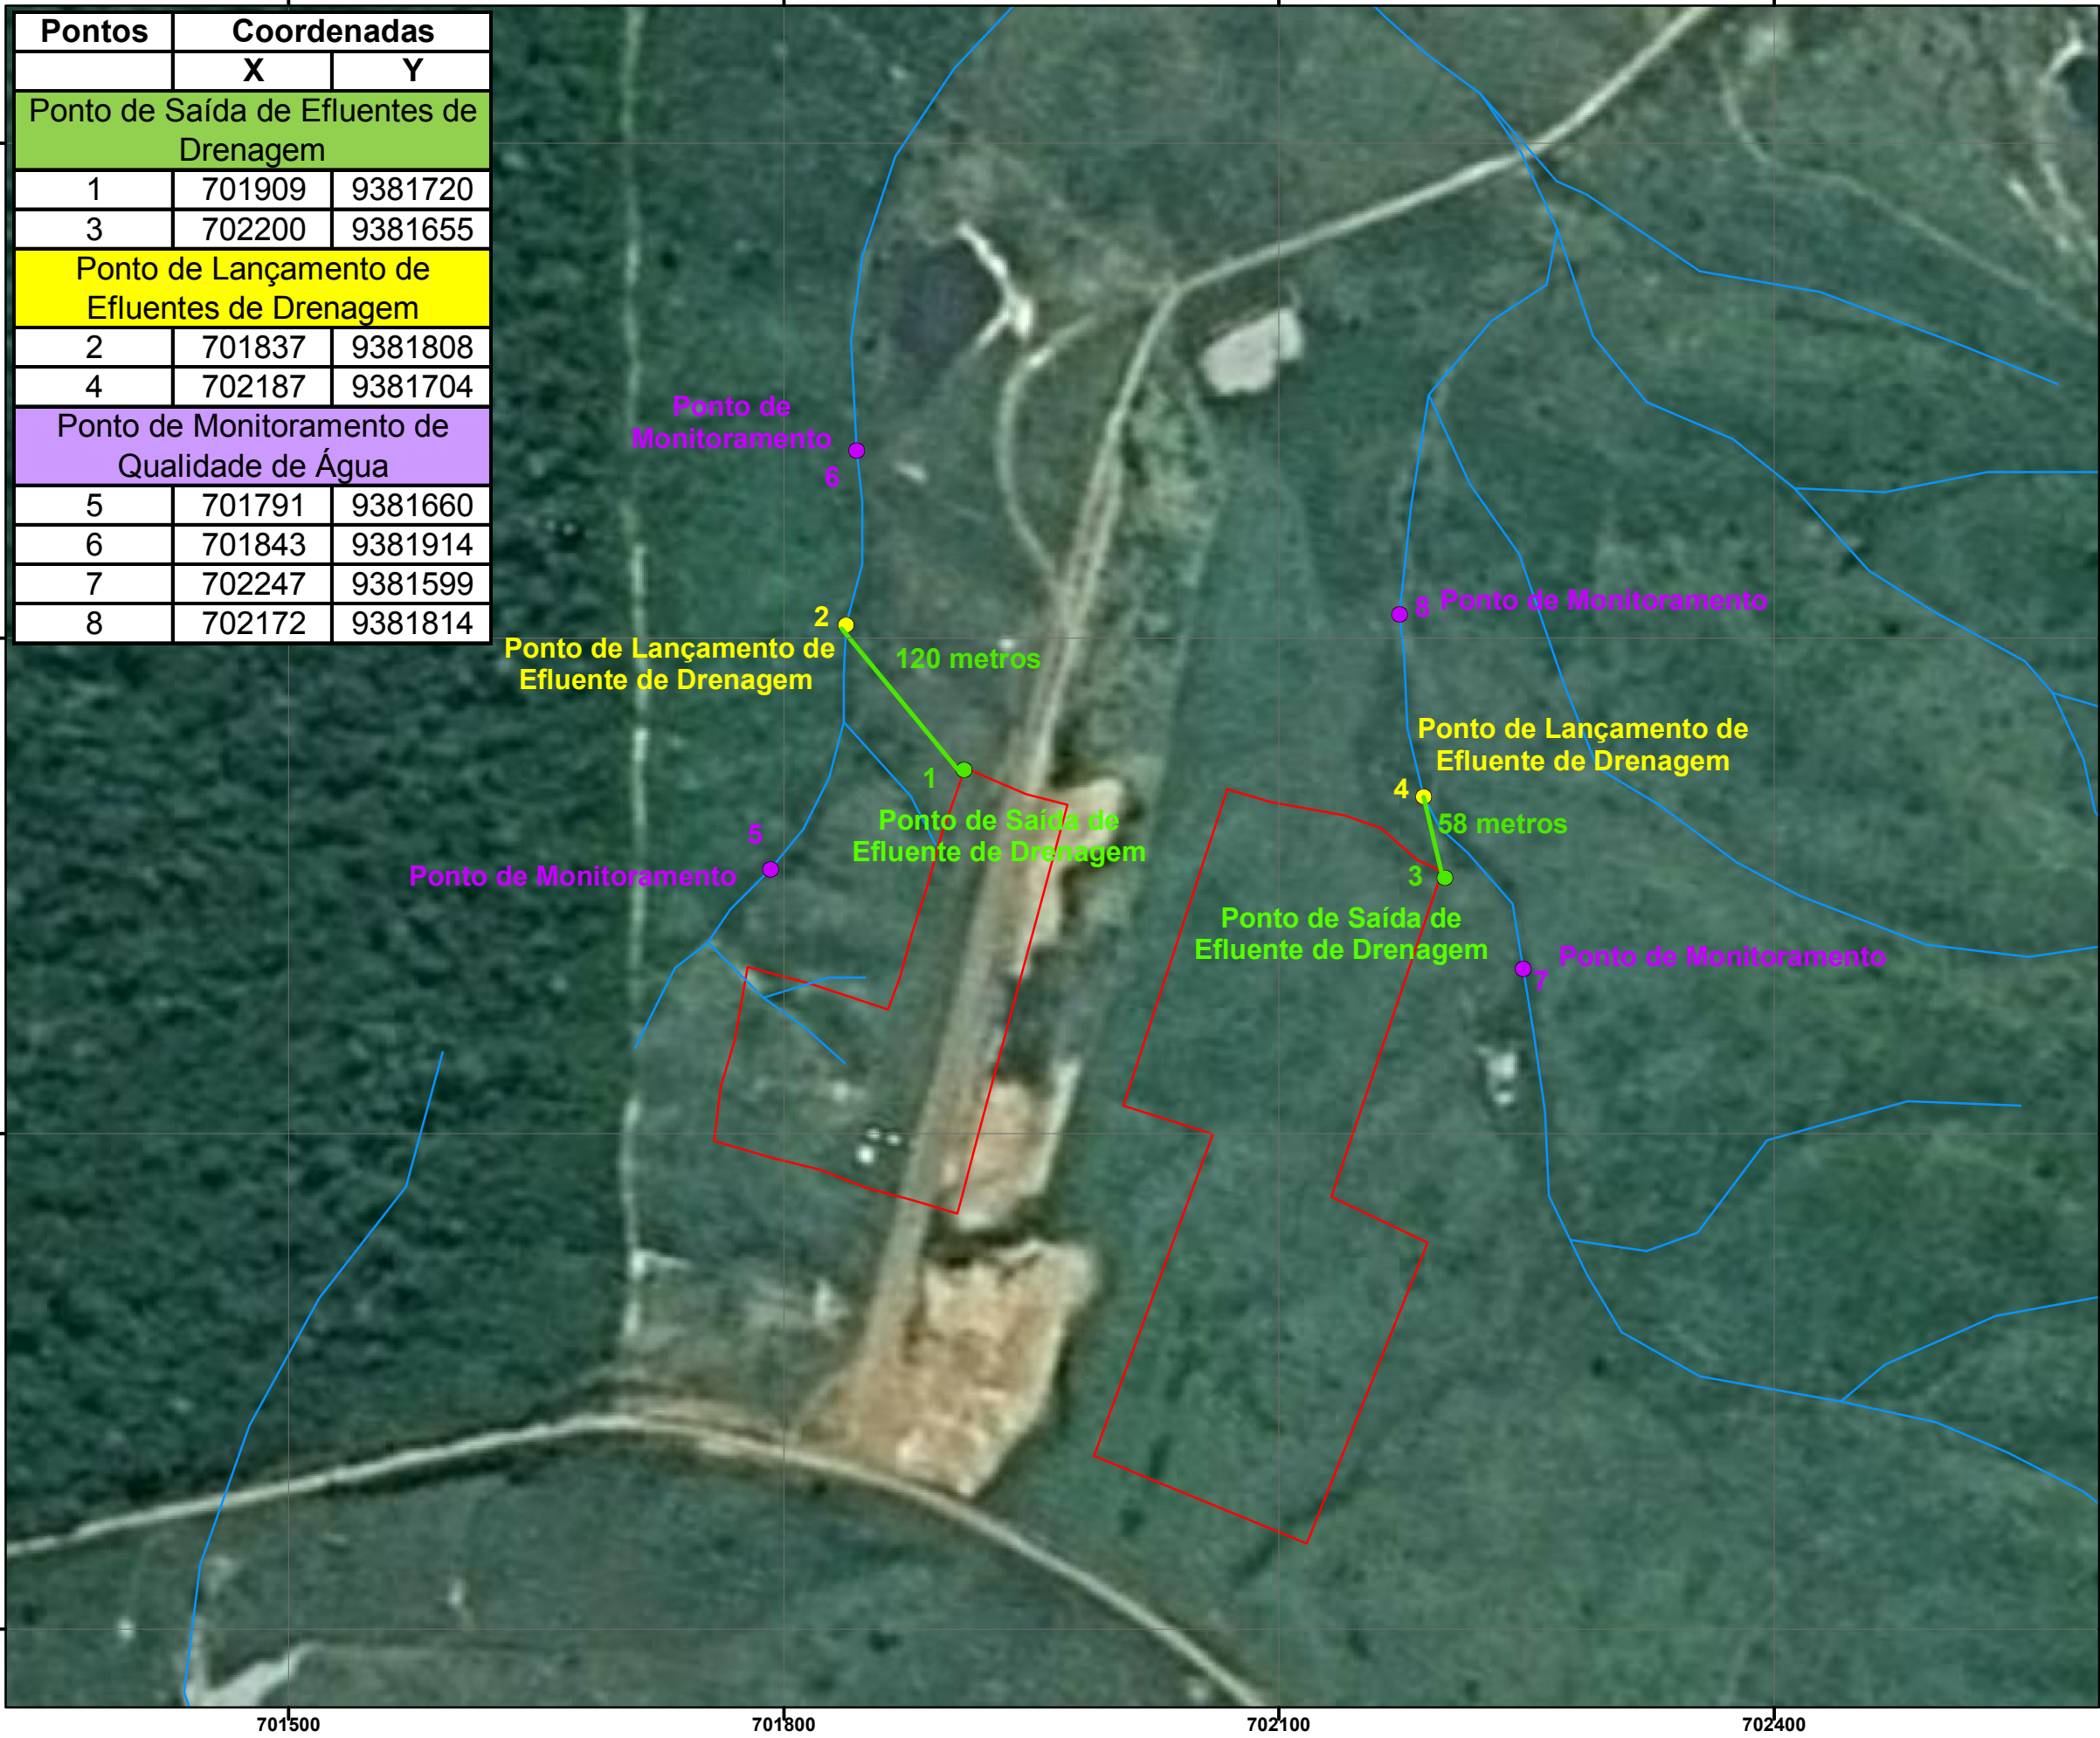 Pontos Coordenadas
X Y
Ponto de Saída de Efluentes de
Drenagem
1 701909 9381720
3 702200 9381655
Ponto de Lançamento de
Efluentes de Drenagem
2 701837 9381808
4 702187 9381704
Ponto de Monitoramento de
Qualidade de Água
5 701791 9381660
6 701843 9381914
7 702247 9381599
8 702172 9381814
Ponto de
Monitoramento
6
2
Ponto de Lançamento de
Efluente de Drenagem
120 metros
1
Ponto de Saída de
Efluente de Drenagem
5
Ponto de Monitoramento
8 Ponto de Monitoramento
Ponto de Lançamento de
Efluente de Drenagem
4
58 metros
3
Ponto de Saída de
Efluente de Drenagem
Ponto de Monitoramento
7
701500 701800 702100 702400